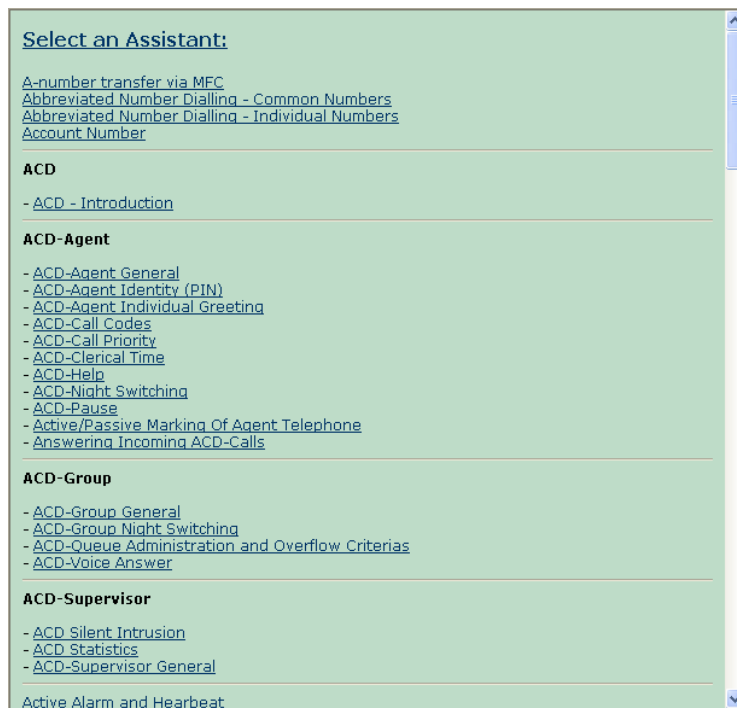 Select an Assistant:
A-number transfer via MFC
Abbreviated Number Dialling - Common Numbers
Abbreviated Number Dialling - Individual Numbers
Account Number
ACD
- ACD - Introduction
ACD-Agent
- ACD-Agent General
- ACD-Agent Identity (PIN)
- ACD-Agent Individual Greeting
- ACD-Call Codes
- ACD-Call Priority
- ACD-Clerical Time
- ACD-Help
- ACD-Night Switching
- ACD-Pause
- Active/Passive Marking Of Agent Telephone
- Answering Incoming ACD-Calls
ACD-Group
- ACD-Group General
- ACD-Group Night Switching
- ACD-Queue Administration and Overflow Criterias
- ACD-Voice Answer
ACD-Supervisor
- ACD Silent Intrusion
- ACD Statistics
- ACD-Supervisor General
Active Alarm and Hearbeat